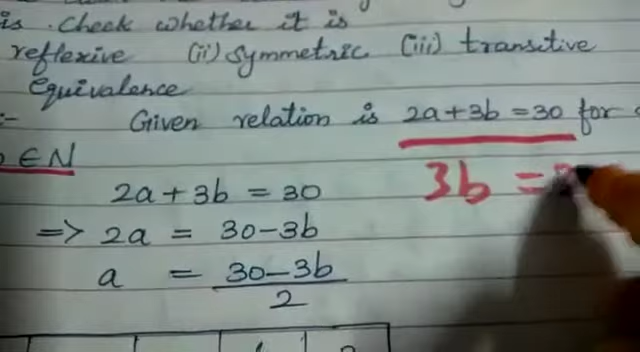 is. Check whether it is
reflexive (ii) Symmetric (iii) transitive
equivalence
:- Given relation is 2a+3b=30 for
∈N
2a+3b = 30
3b =
=> 2a = 30-3b
a = 30-3b
2